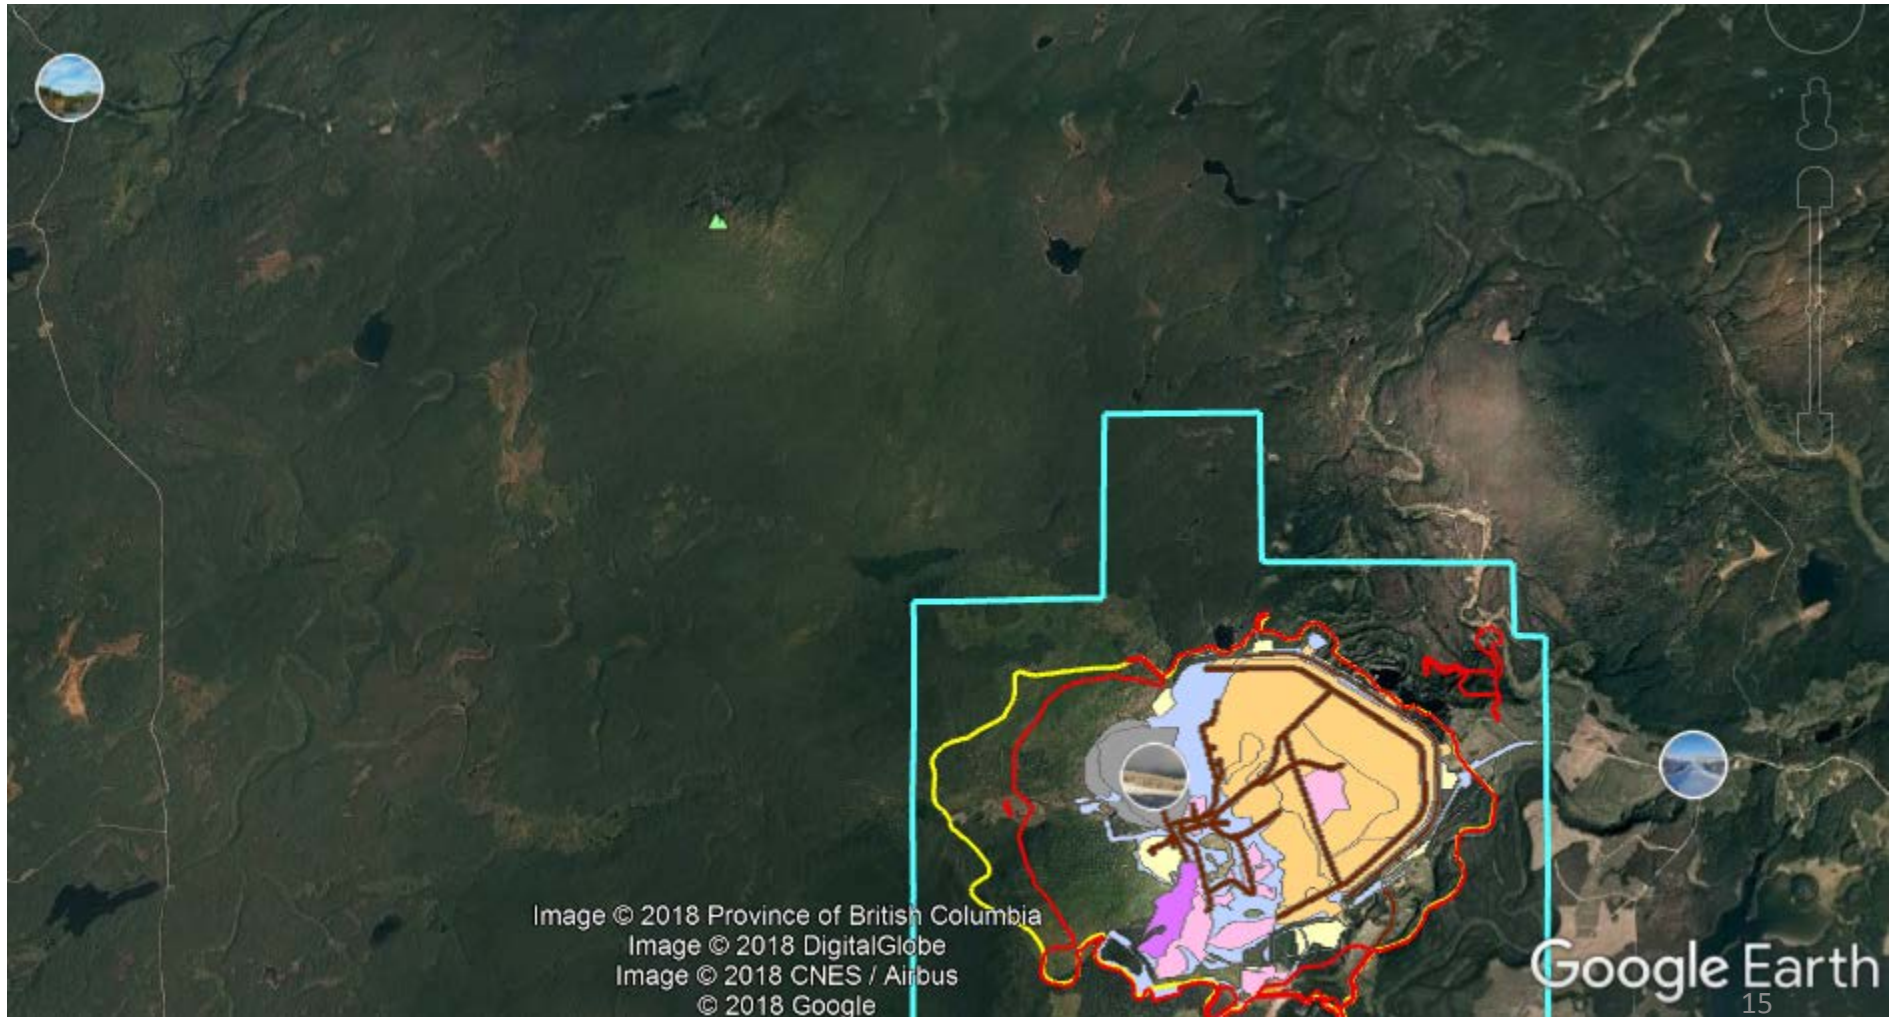 Image © 2018 Province of British Columbia
Image © 2018 DigitalGlobe
Image © 2018 CNES / Airbus
© 2018 Google
Google Earth
15